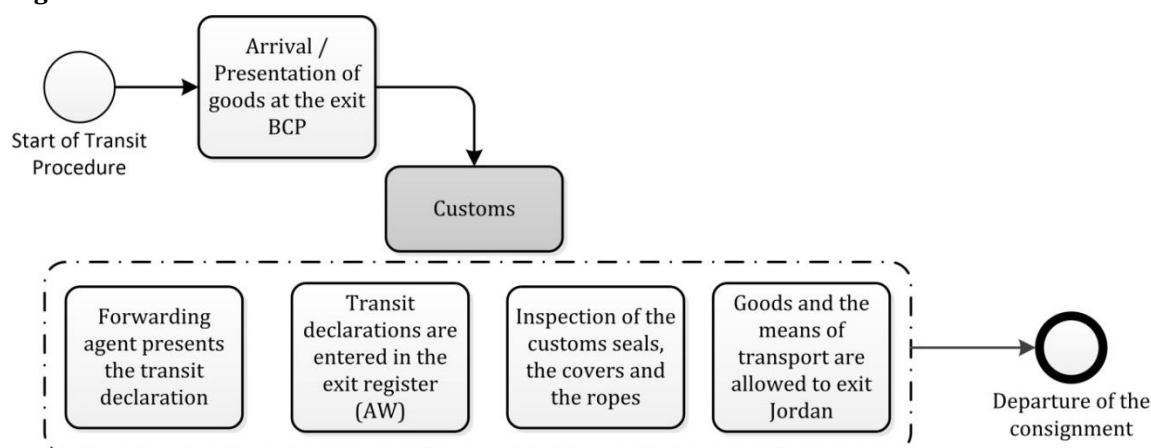 Arrival /
Presentation of
goods at the exit
BCP
Start of Transit
Procedure
Customs
Forwarding
agent presents
the transit
declaration
Transit
declarations are
entered in the
exit register
(AW)
Inspection of the
customs seals,
the covers and
the ropes
Goods and the
means of
transport are
allowed to exit
Jordan
Departure of the
consignment